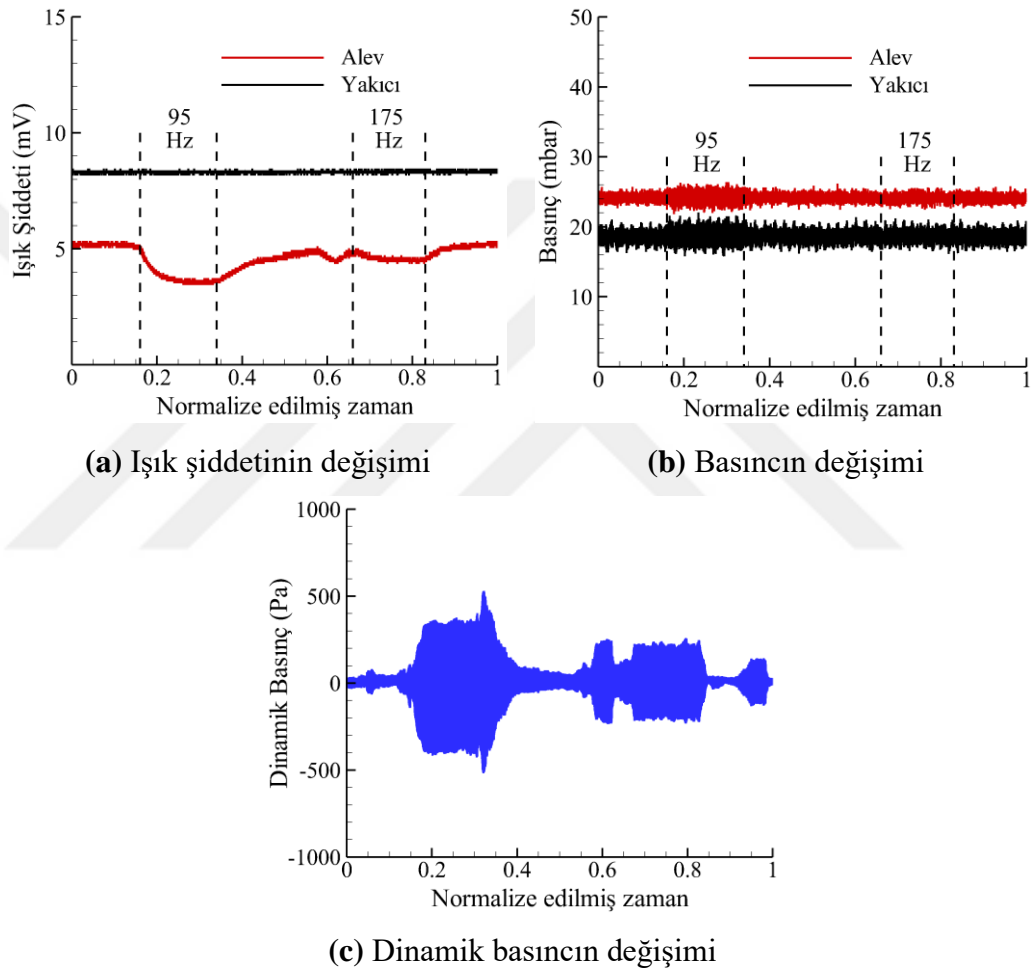 15
10
5
0
Işık Şiddeti (mV)
Alev
Yakıcı
95
Hz
175
Hz
0 0.2 0.4 0.6 0.8 1
Normalize edilmiş zaman
(a) Işık şiddetinin değişimi
50
40
30
20
10
Basınç (mbar)
Alev
Yakıcı
95
Hz
175
Hz
0 0.2 0.4 0.6 0.8 1
Normalize edilmiş zaman
(b) Basıncın değişimi
1000
500
0
-500
-1000
Dinamik Basınç (Pa)
0 0.2 0.4 0.6 0.8 1
Normalize edilmiş zaman
(c) Dinamik basıncın değişimi